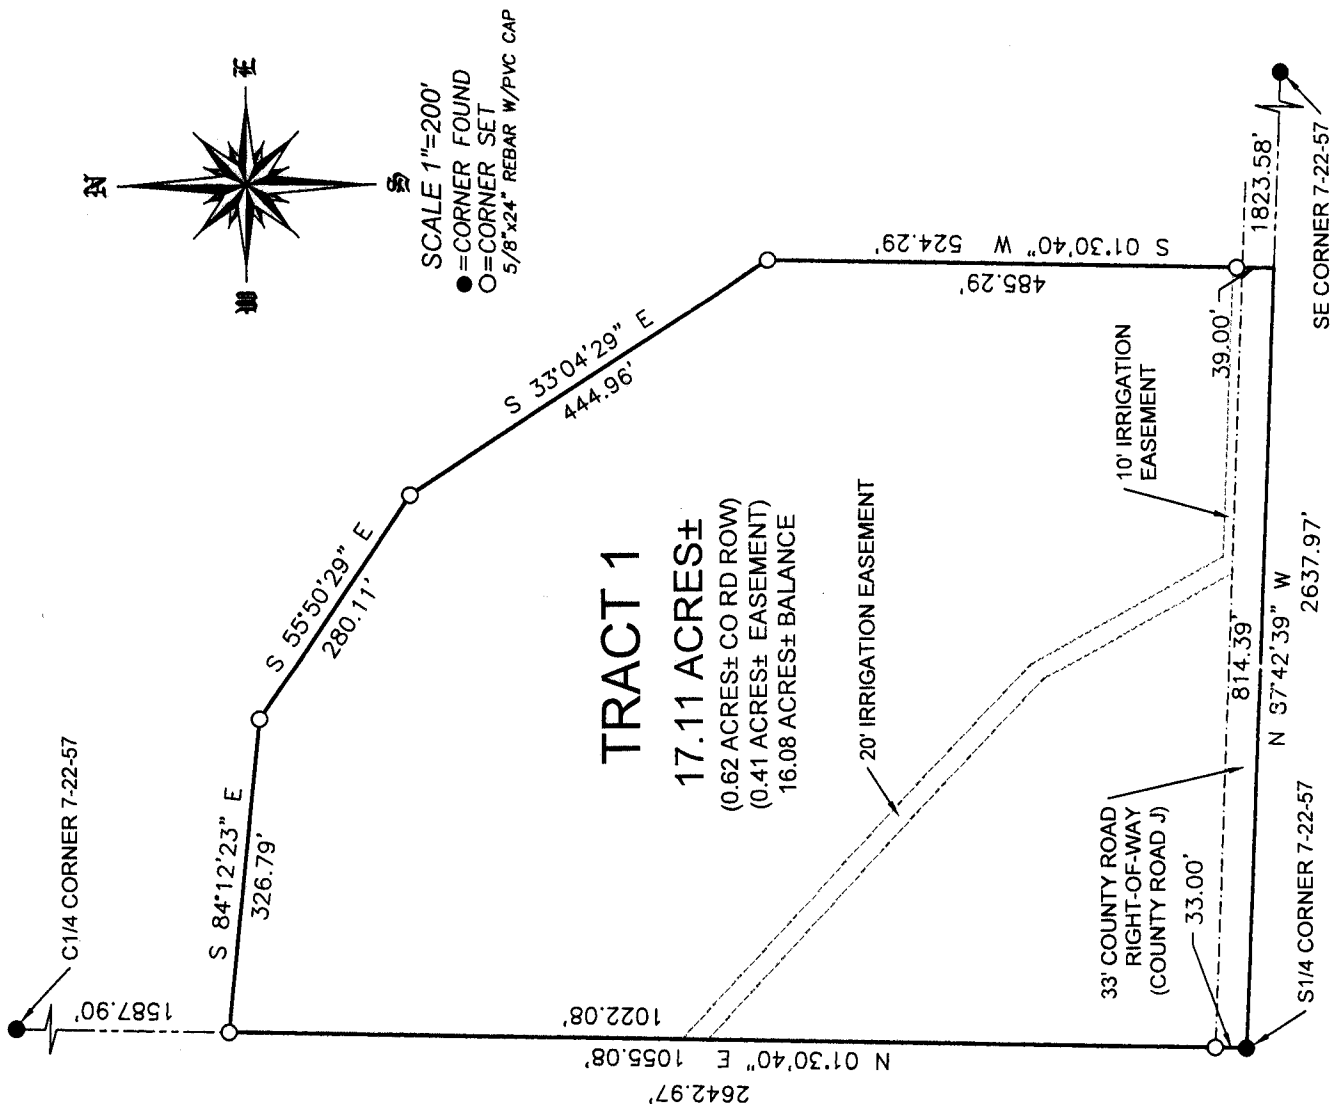 N
E
S
W
SCALE 1"=200'
●=CORNER FOUND
○=CORNER SET
5/8"x24" REBAR W/PVC CAP
C1/4 CORNER 7-22-57
1587.90'
S 84°12'23" E
326.79'
S 55°50'29" E
280.11'
S 33°04'29" E
444.96'
S 01°30'40" W 524.29'
485.29'
39.00'
1823.58'
SE CORNER 7-22-57
TRACT 1
17.11 ACRES±
(0.62 ACRES± CO RD ROW)
(0.41 ACRES± EASEMENT)
16.08 ACRES± BALANCE
20' IRRIGATION EASEMENT
10' IRRIGATION
EASEMENT
1022.08'
N 01°30'40" E 1055.08'
2642.97'
33' COUNTY ROAD
RIGHT-OF-WAY
(COUNTY ROAD J)
33.00'
814.39'
N 87°42'39" W
2637.97'
S1/4 CORNER 7-22-57